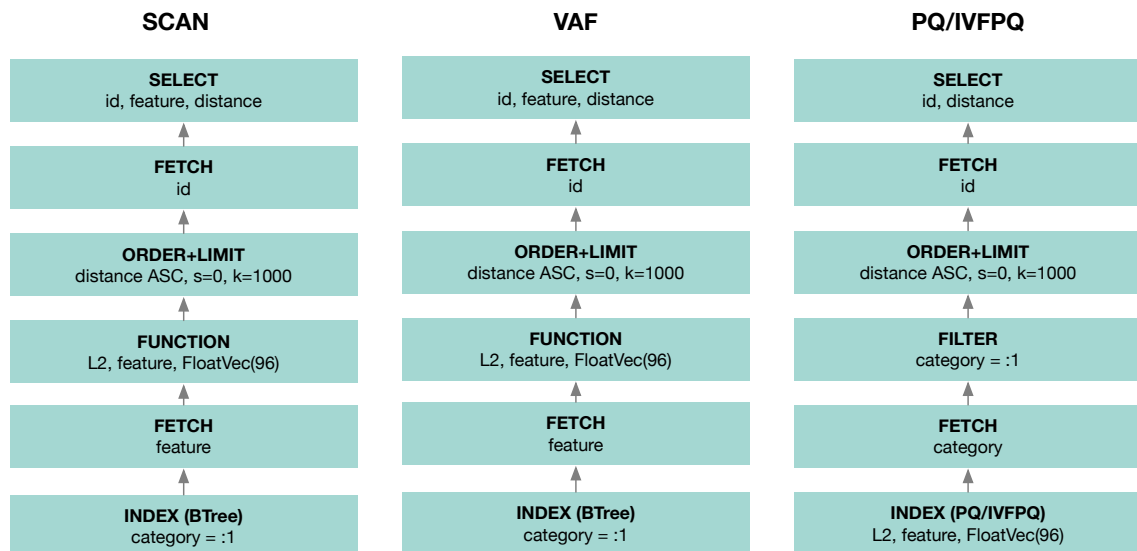 SCAN
SELECT
id, feature, distance
FETCH
id
ORDER+LIMIT
distance ASC, s=0, k=1000
FUNCTION
L2, feature, FloatVec(96)
FETCH
feature
INDEX (BTree)
category = :1
VAF
SELECT
id, feature, distance
FETCH
id
ORDER+LIMIT
distance ASC, s=0, k=1000
FUNCTION
L2, feature, FloatVec(96)
FETCH
feature
INDEX (BTree)
category = :1
PQ/IVFPQ
SELECT
id, distance
FETCH
id
ORDER+LIMIT
distance ASC, s=0, k=1000
FILTER
category = :1
FETCH
category
INDEX (PQ/IVFPQ)
L2, feature, FloatVec(96)